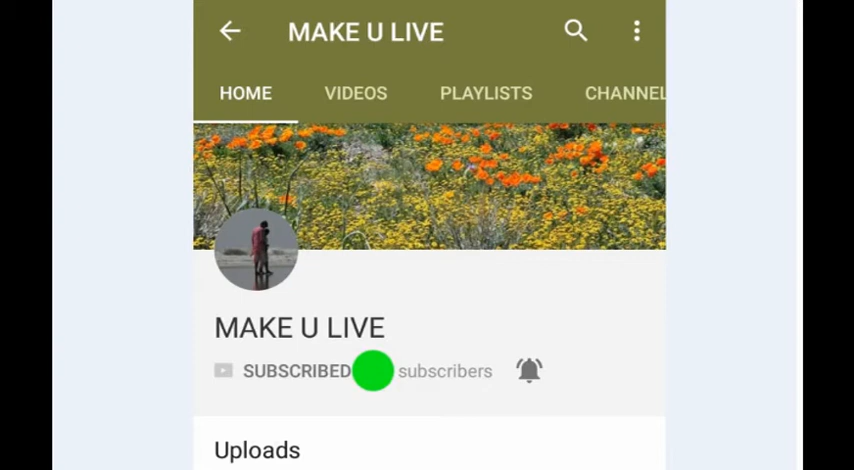 MAKE U LIVE
HOME VIDEOS PLAYLISTS CHANNEL
MAKE U LIVE
SUBSCRIBED subscribers
Uploads